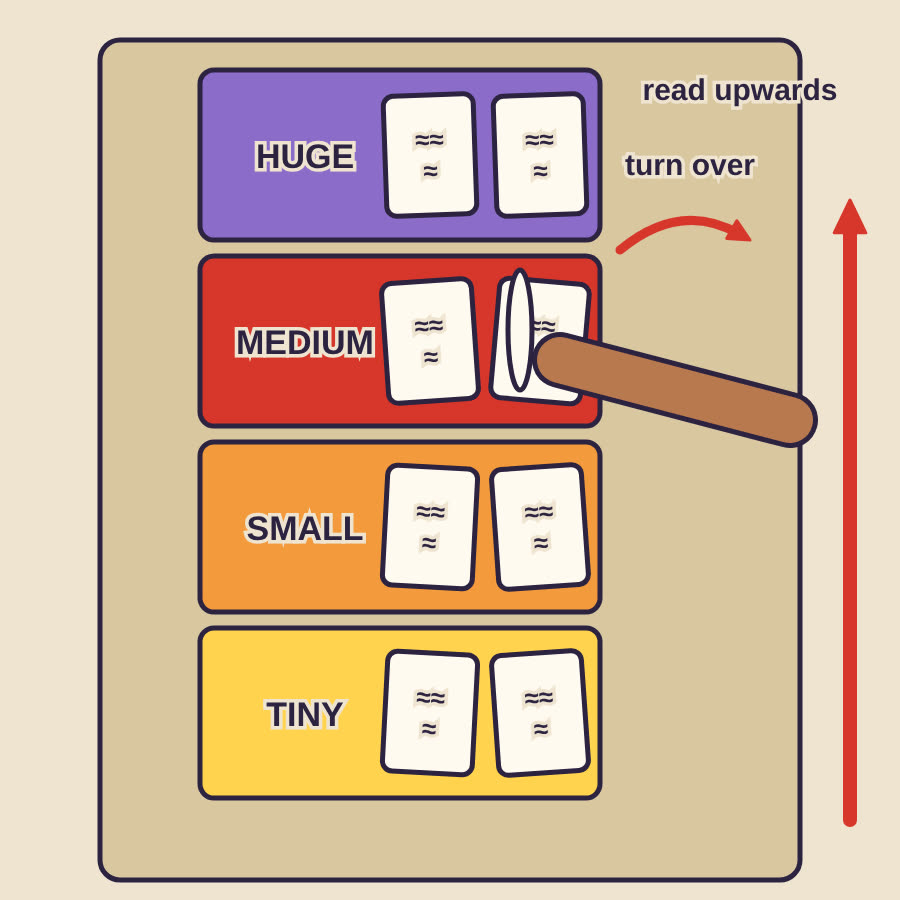 read upwards
turn over
HUGE
≈≈
≈
≈≈
≈
MEDIUM
≈≈
≈
≈≈
SMALL
≈≈
≈
≈≈
≈
TINY
≈≈
≈
≈≈
≈